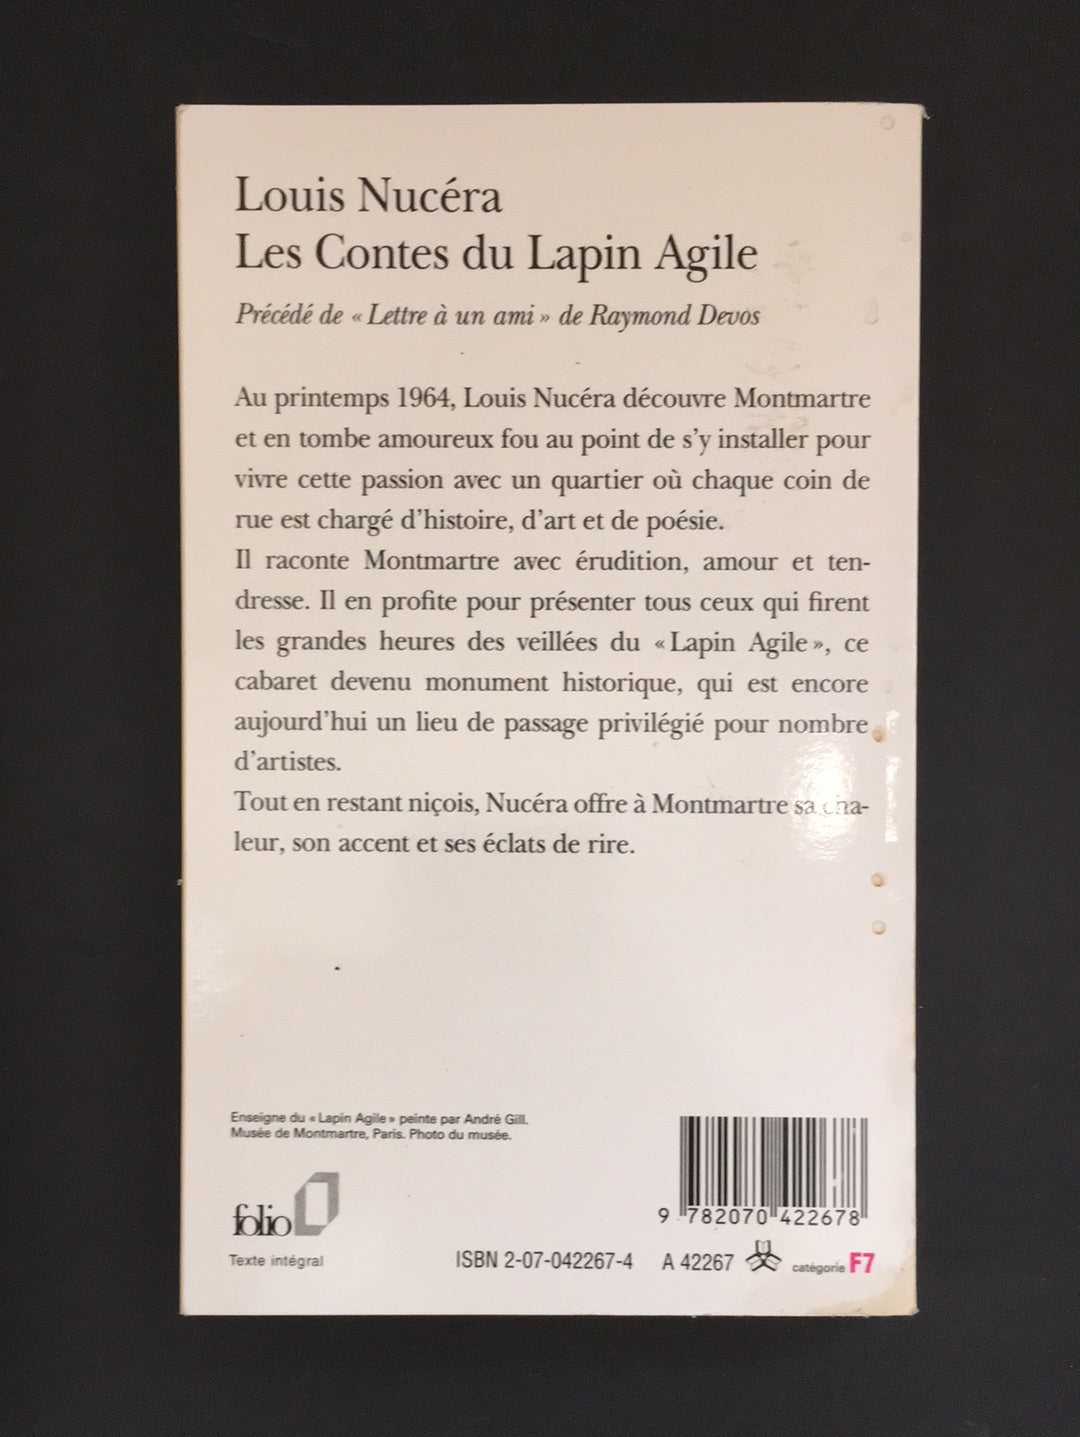 Louis Nucéra
Les Contes du Lapin Agile
Précédé de « Lettre à un ami » de Raymond Devos
Au printemps 1964, Louis Nucéra découvre Montmartre
et en tombe amoureux fou au point de s'y installer pour
vivre cette passion avec un quartier où chaque coin de
rue est chargé d'histoire, d'art et de poésie.
Il raconte Montmartre avec érudition, amour et ten-
dresse. Il en profite pour présenter tous ceux qui firent
les grandes heures des veillées du « Lapin Agile », ce
cabaret devenu monument historique, qui est encore
aujourd'hui un lieu de passage privilégié pour nombre
d'artistes.
Tout en restant niçois, Nucéra offre à Montmartre sa cha-
leur, son accent et ses éclats de rire.
Enseigne du « Lapin Agile » peinte par André Gill.
Musée de Montmartre, Paris. Photo du musée.
folio
Texte intégral
9 782070 422678
ISBN 2-07-042267-4 A 42267 catégorie F7